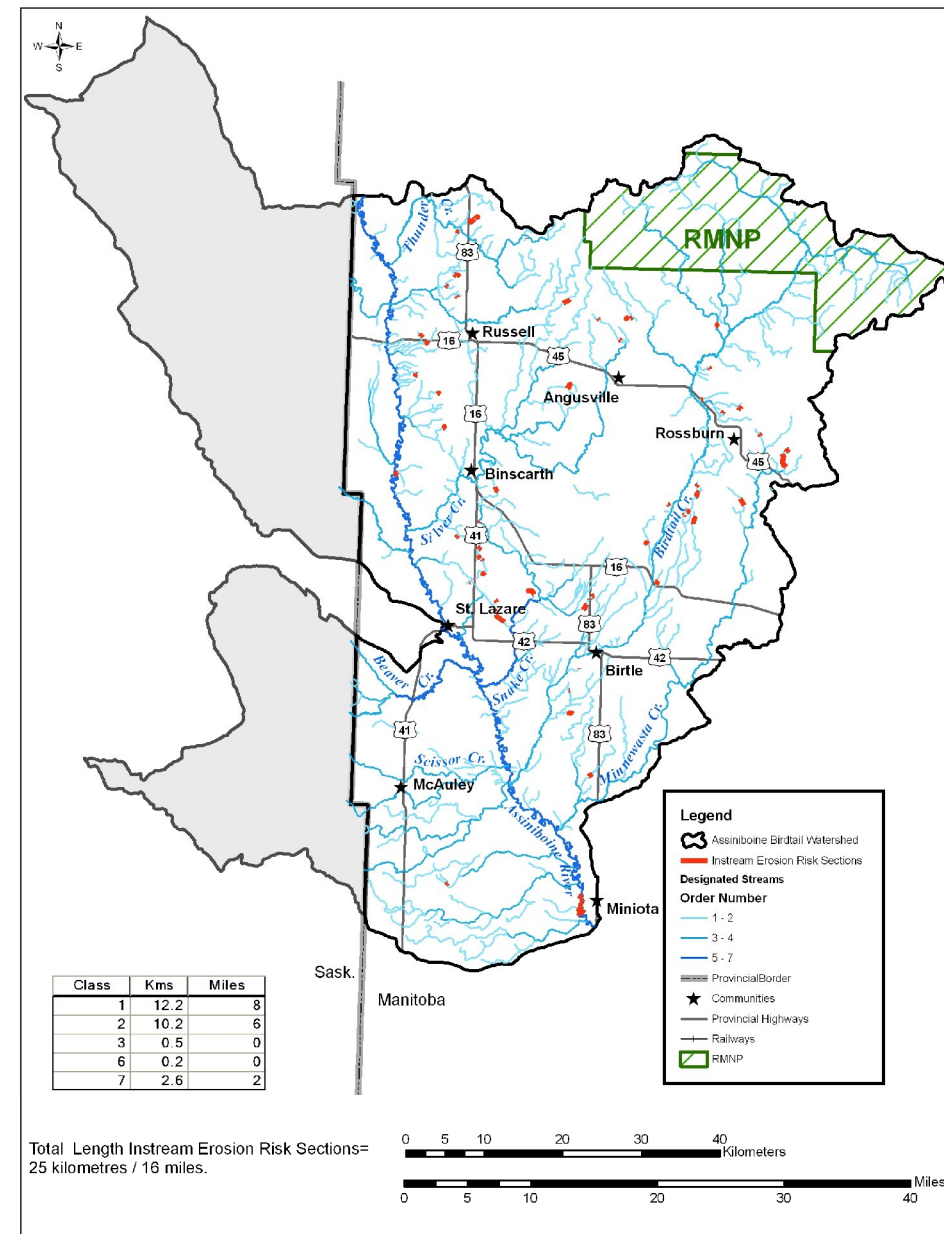 N
W E
S
Thunder Cr.
83
RMNP
Russell
16
45
Angusville
16
Rossburn
45
Binscarth
Silver Cr.
41
Birdtail Cr.
16
St. Lazare
83
42
Birtle
42
Beaver Cr.
Snake Cr.
41
83
Minnewasta Cr.
Scissor Cr.
McAuley
Assiniboine River
Miniota
Sask.
Manitoba
Legend
Assiniboine Birdtail Watershed
Instream Erosion Risk Sections
Designated Streams
Order Number
1 - 2
3 - 4
5 - 7
ProvincialBorder
Communities
Provincial Highways
Railways
RMNP
Class Kms Miles
1 12.2 8
2 10.2 6
3 0.5 0
6 0.2 0
7 2.6 2
Total Length Instream Erosion Risk Sections=
25 kilometres / 16 miles.
0 5 10 20 30 40
Kilometers
Miles
0 5 10 20 30 40